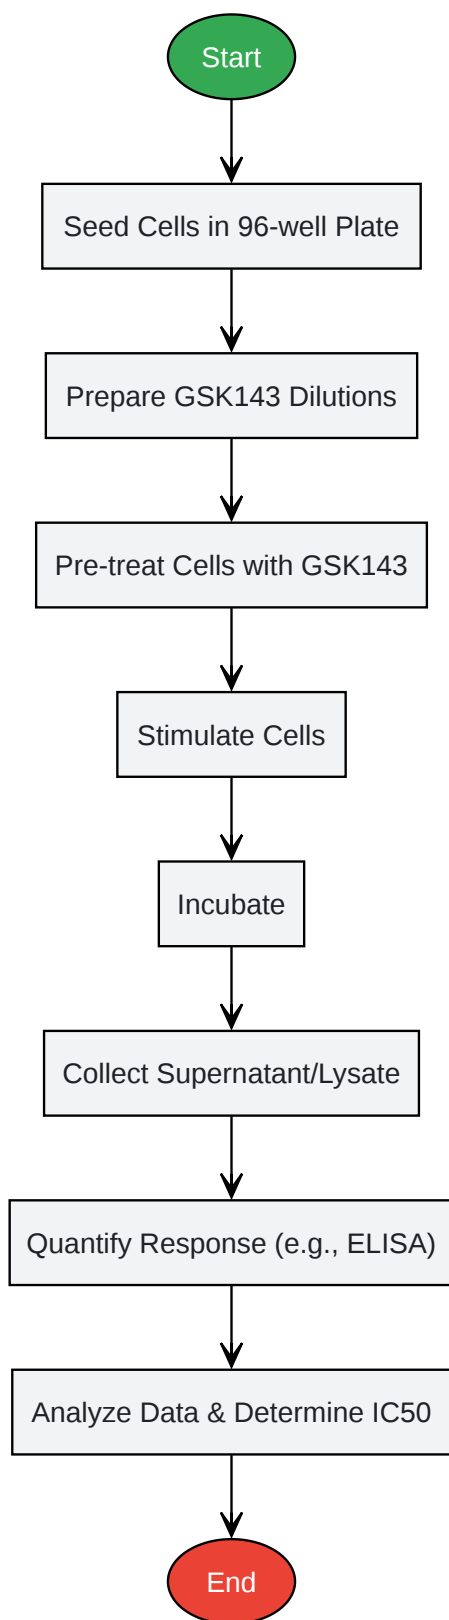 Start
Seed Cells in 96-well Plate
Prepare GSK143 Dilutions
Pre-treat Cells with GSK143
Stimulate Cells
Incubate
Collect Supernatant/Lysate
Quantify Response (e.g., ELISA)
Analyze Data & Determine IC50
End